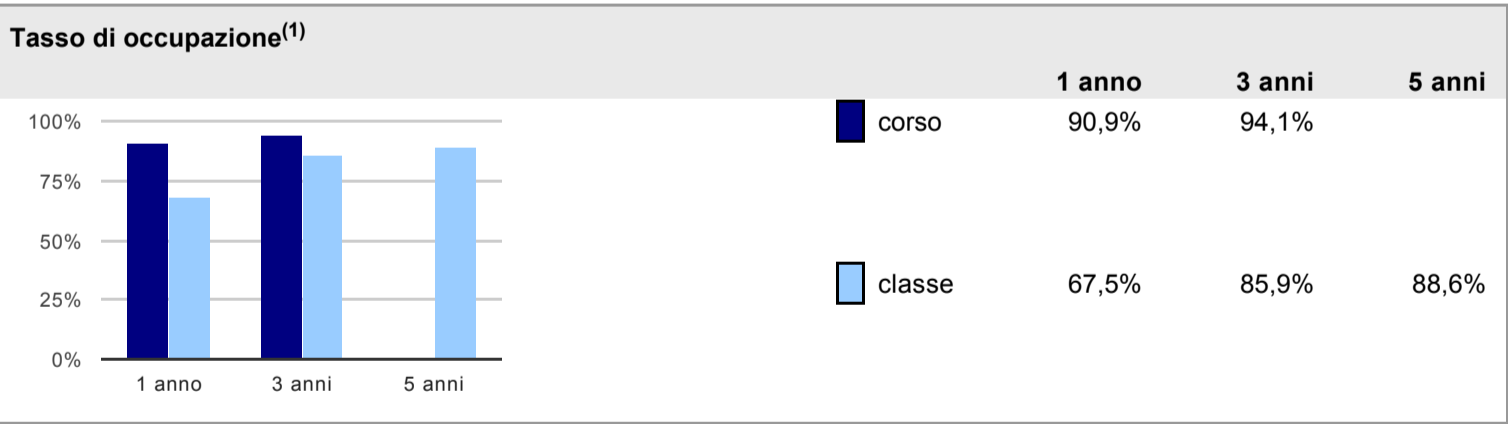 Tasso di occupazione(1)
1 anno 3 anni 5 anni
corso 90,9% 94,1%
classe 67,5% 85,9% 88,6%
100%
75%
50%
25%
0%
1 anno 3 anni 5 anni